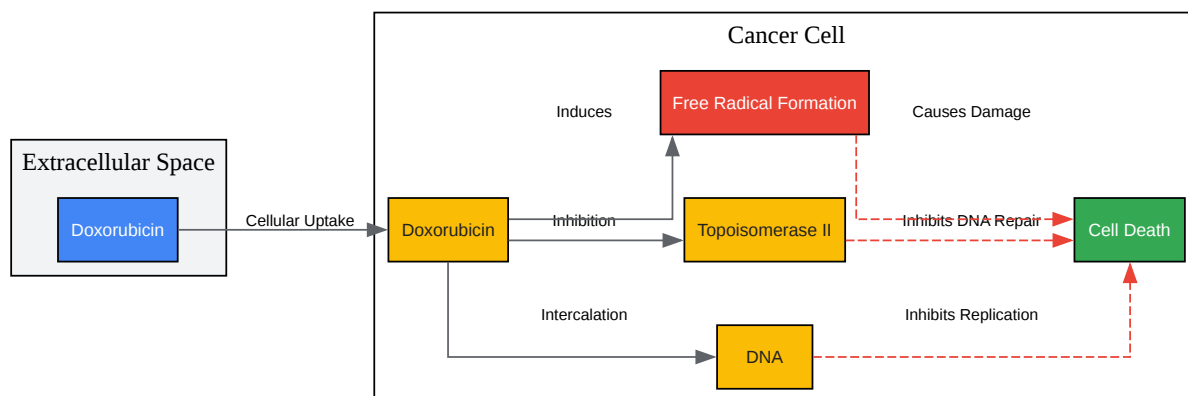 Cancer Cell
Free Radical Formation
Induces
Causes Damage
Extracellular Space
Doxorubicin
Cellular Uptake
Doxorubicin
Inhibition
Topoisomerase II
Inhibits DNA Repair
Cell Death
Intercalation
Inhibits Replication
DNA